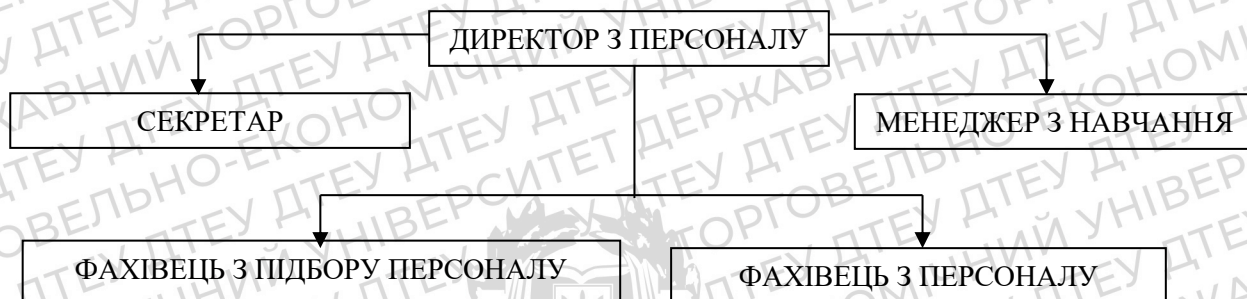 ДИРЕКТОР З ПЕРСОНАЛУ
СЕКРЕТАР
МЕНЕДЖЕР З НАВЧАННЯ
ФАХІВЕЦЬ З ПІДБОРУ ПЕРСОНАЛУ
ФАХІВЕЦЬ З ПЕРСОНАЛУ